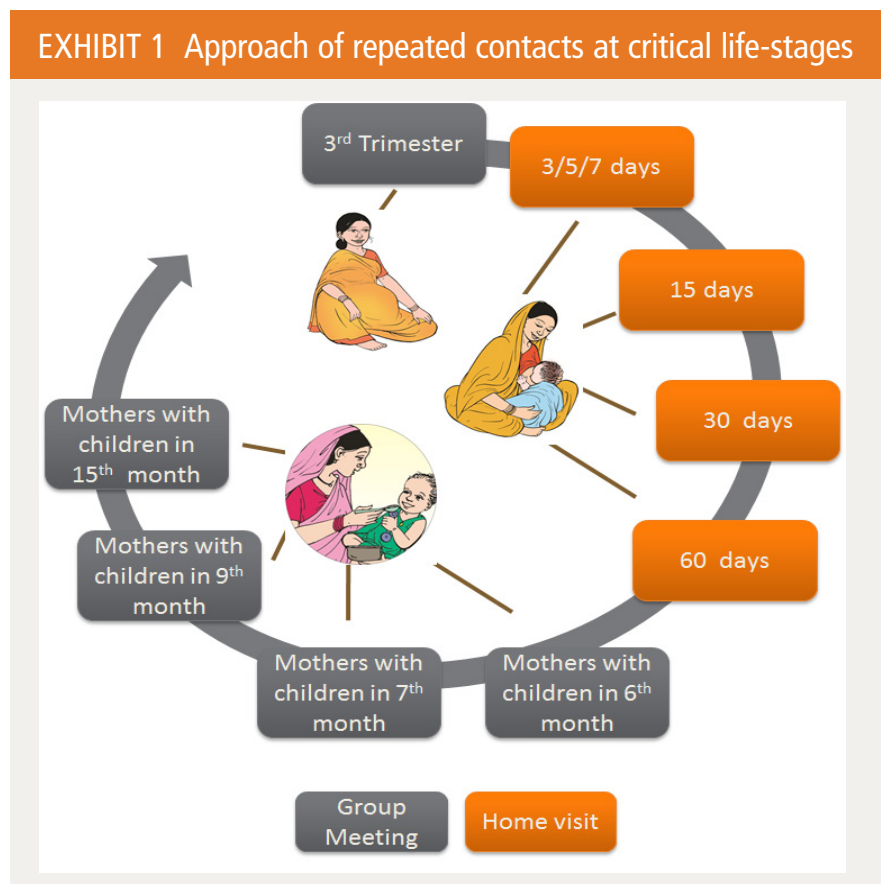 EXHIBIT 1 Approach of repeated contacts at critical life-stages
3rd Trimester
3/5/7 days
15 days
30 days
60 days
Mothers with
children in 6th
month
Mothers with
children in 7th
month
Mothers with
children in 9th
month
Mothers with
children in
15th month
Group
Meeting
Home visit